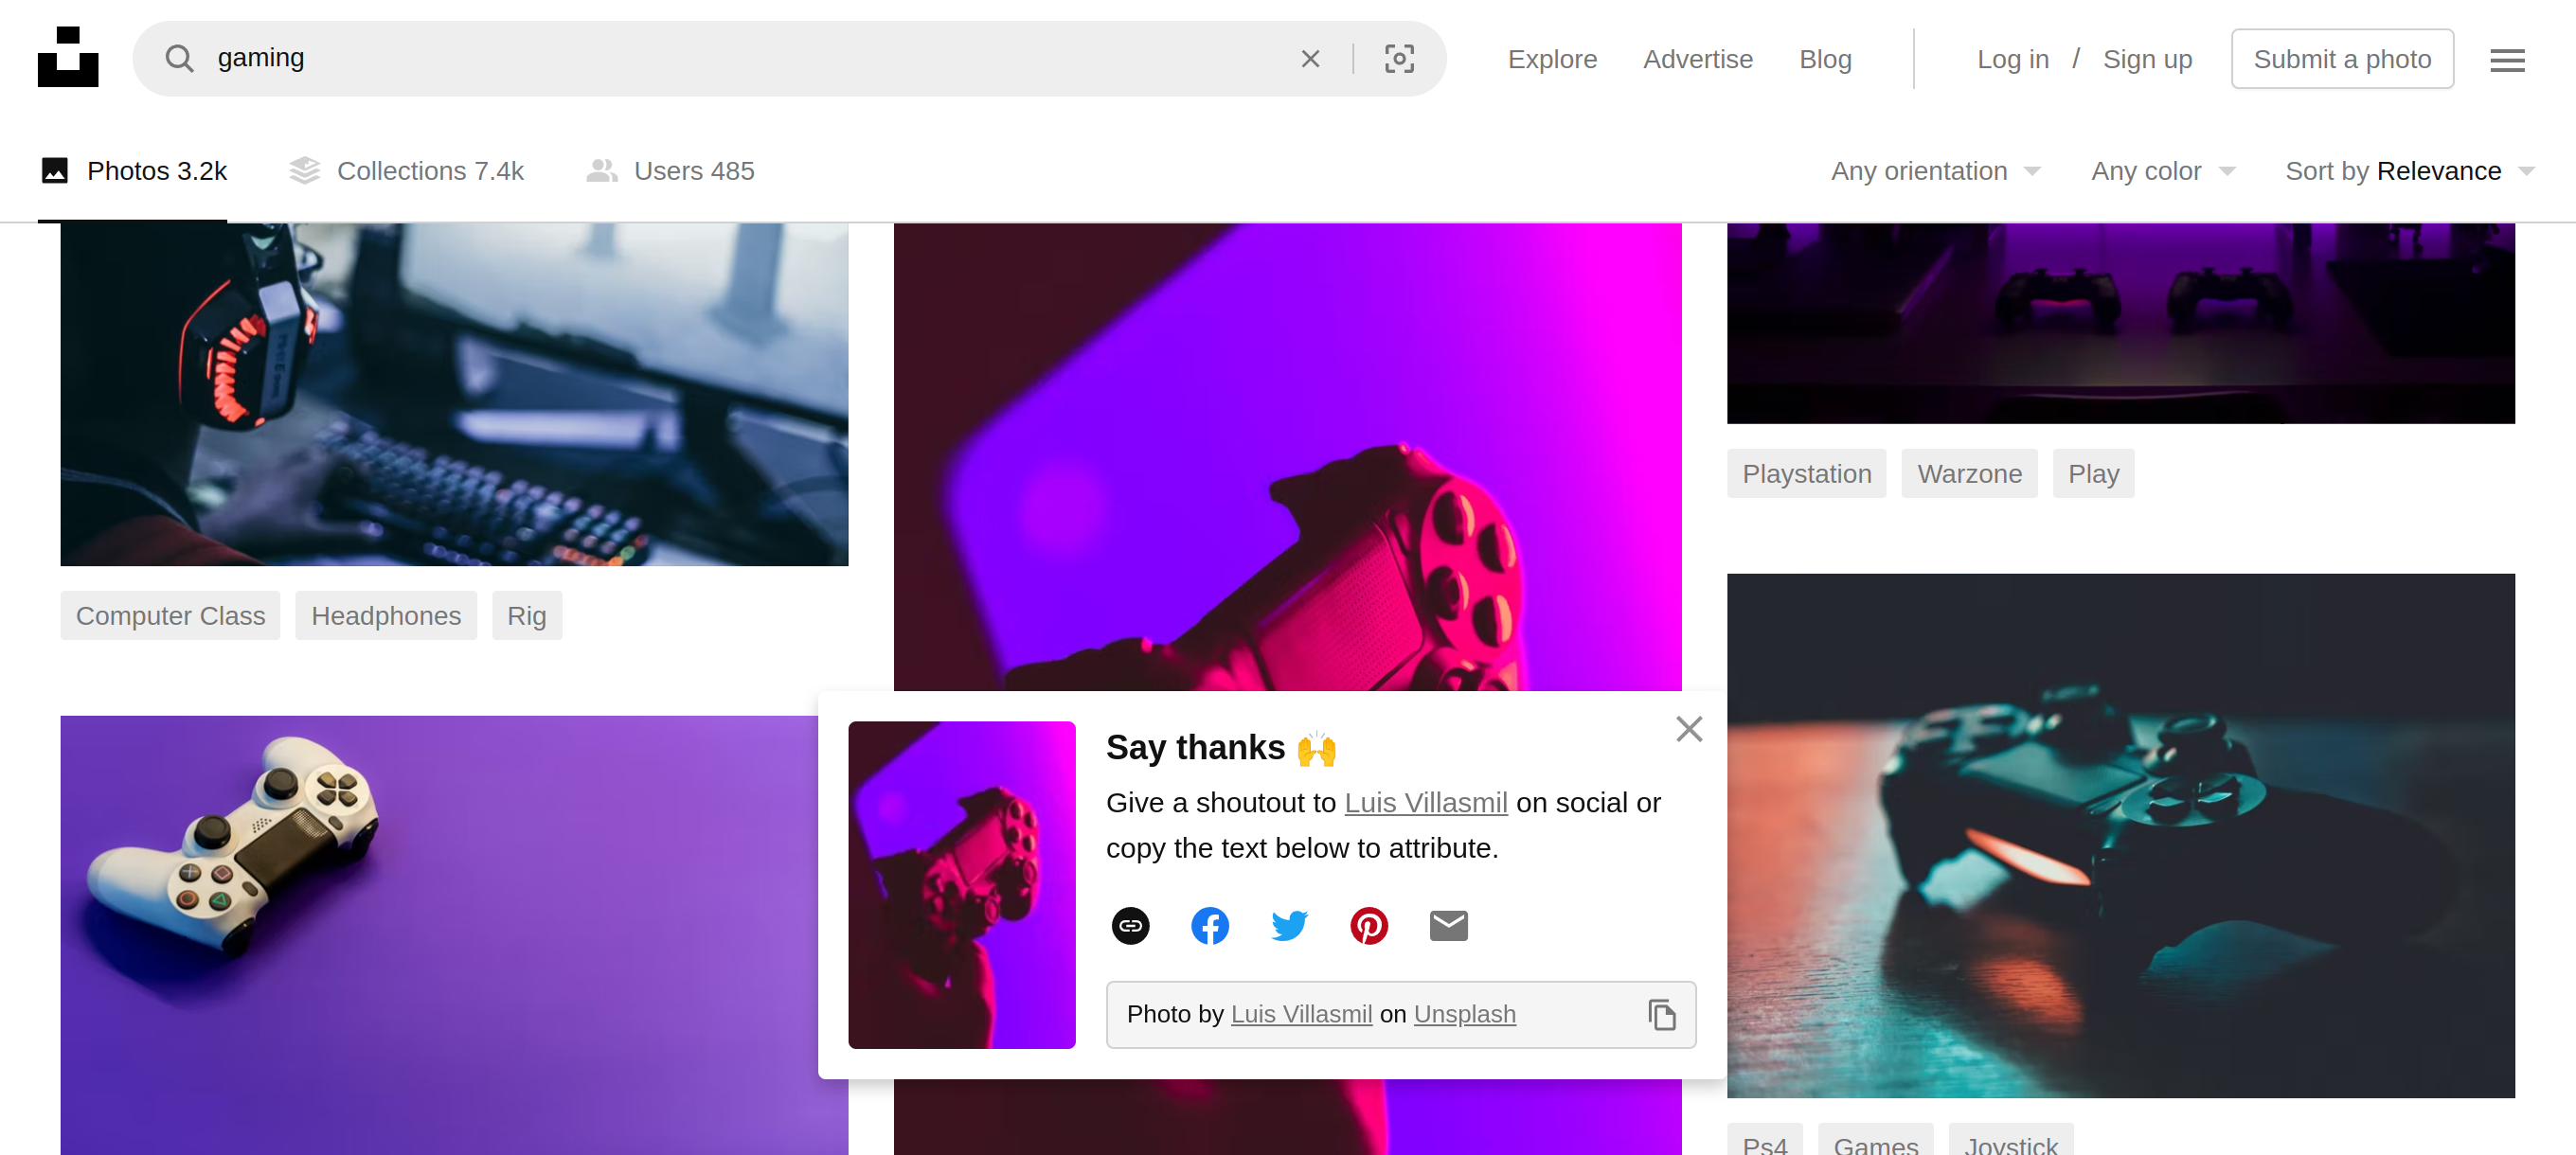 gaming
Explore
Advertise
Blog
Log in / Sign up
Submit a photo
Photos 3.2k
Collections 7.4k
Users 485
Any orientation
Any color
Sort by Relevance
Computer Class
Headphones
Rig
Playstation
Warzone
Play
Say thanks 🙌
Give a shoutout to Luis Villasmil on social or
copy the text below to attribute.
Photo by Luis Villasmil on Unsplash
Ps4
Games
Joystick